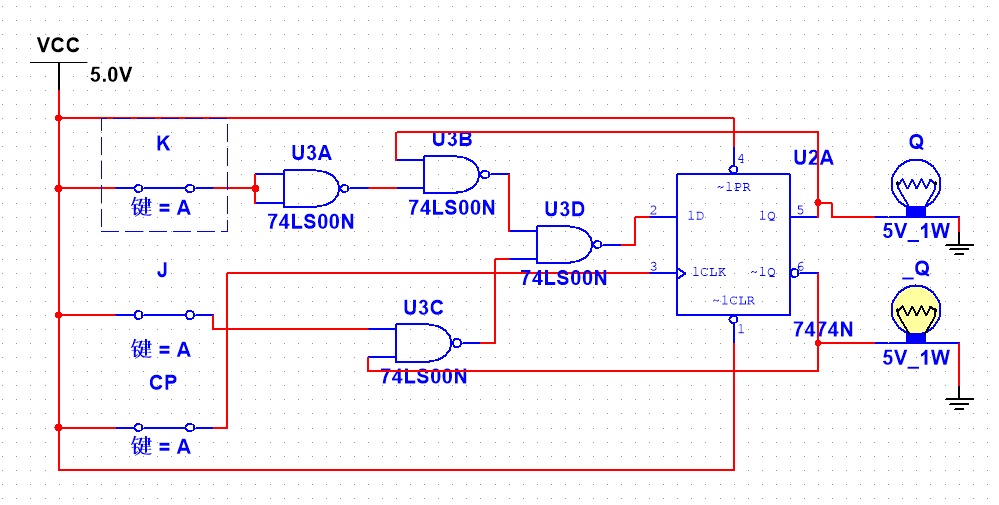 VCC
5.0V
K
键 = A
U3A
74LS00N
U3B
74LS00N
U3D
74LS00N
J
键 = A
U3C
74LS00N
CP
键 = A
U2A
4
~1PR
2
1D
1Q
5
3
1CLK
~1Q
6
~1CLR
1
7474N
Q
5V_1W
_Q
5V_1W